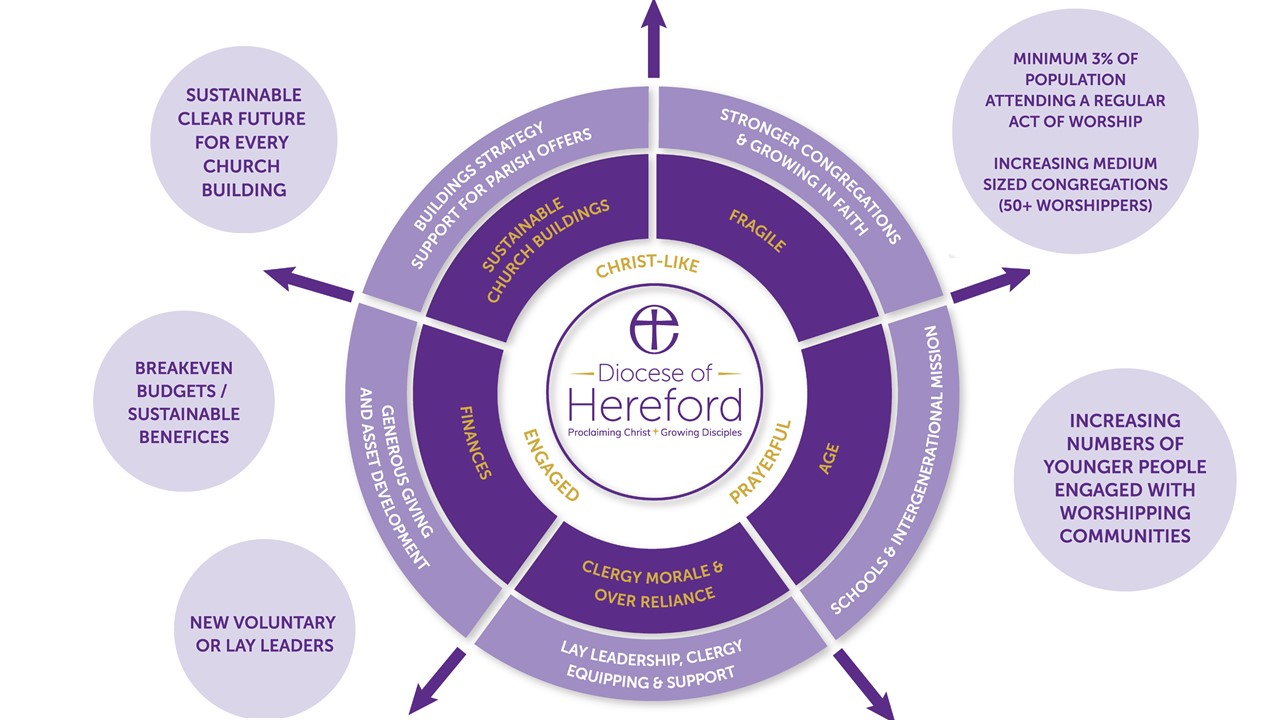 SUSTAINABLE
CLEAR FUTURE
FOR EVERY
CHURCH
BUILDING
BREAKEVEN
BUDGETS /
SUSTAINABLE
BENEFICES
NEW VOLUNTARY
OR LAY LEADERS
BUILDINGS STRATEGY
SUPPORT FOR PARISH OFFERS
STRONGER CONGREGATIONS
& GROWING IN FAITH
SCHOOLS & INTERGENERATIONAL MISSION
LAY LEADERSHIP, CLERGY
EQUIPPING & SUPPORT
GENEROUS GIVING
AND ASSET DEVELOPMENT
SUSTAINABLE
CHURCH BUILDINGS
FRAGILE
AGE
CLERGY MORALE &
OVER RELIANCE
FINANCES
CHRIST-LIKE
PRAYERFUL
ENGAGED
Diocese of
Hereford
Proclaiming Christ + Growing Disciples
MINIMUM 3% OF
POPULATION
ATTENDING A REGULAR
ACT OF WORSHIP
INCREASING MEDIUM
SIZED CONGREGATIONS
(50+ WORSHIPPERS)
INCREASING
NUMBERS OF
YOUNGER PEOPLE
ENGAGED WITH
WORSHIPPING
COMMUNITIES